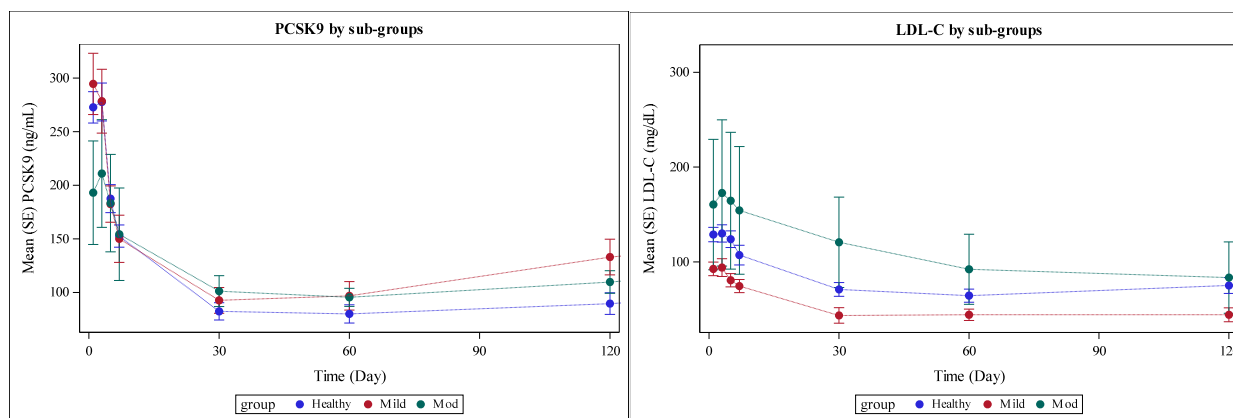 PCSK9 by sub-groups
Mean (SE) PCSK9 (ng/mL)
300
250
200
150
100
0
30
60
90
120
Time (Day)
group Healthy Mild Mod
LDL-C by sub-groups
Mean (SE) LDL-C (mg/dL)
300
200
100
0
30
60
90
120
Time (Day)
group Healthy Mild Mod